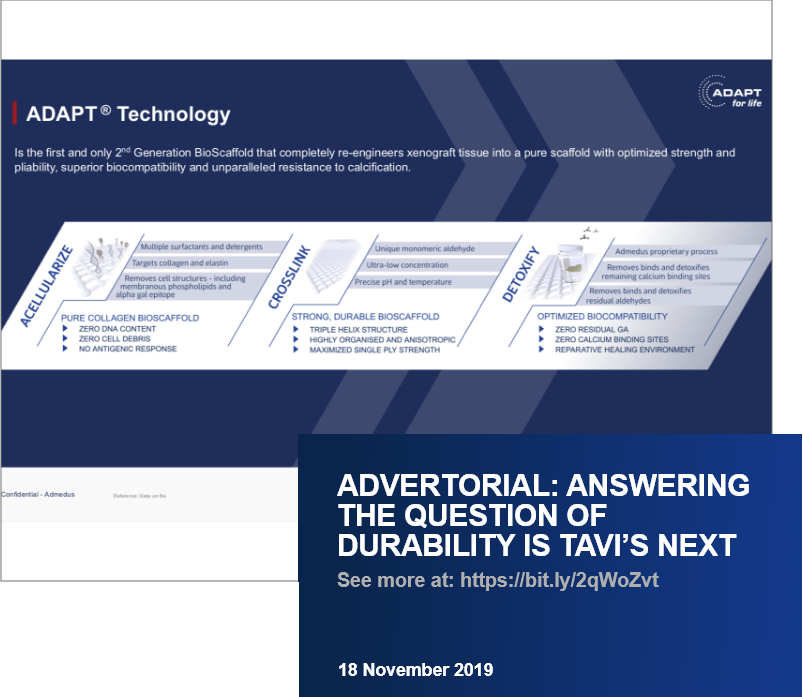 ADAPT
for life
ADAPT® Technology
Is the first and only 2nd Generation BioScaffold that completely re-engineers xenograft tissue into a pure scaffold with optimized strength and
pliability, superior biocompatibility and unparalleled resistance to calcification.
ACELLULARIZE
Multiple surfactants and detergents
Targets collagen and elastin
Removes cell structures - including
membranous phospholipids and
alpha gal epitope
PURE COLLAGEN BIOSCAFFOLD
ZERO DNA CONTENT
ZERO CELL DEBRIS
NO ANTIGENIC RESPONSE
CROSSLINK
Unique monomeric aldehyde
Ultra-low concentration
Precise pH and temperature
STRONG, DURABLE BIOSCAFFOLD
TRIPLE HELIX STRUCTURE
HIGHLY ORGANISED AND ANISOTROPIC
MAXIMIZED SINGLE PLY STRENGTH
DETOXIFY
Admedus proprietary process
Removes binds and detoxifies
remaining calcium binding sites
Removes binds and detoxifies
residual aldehydes
OPTIMIZED BIOCOMPATIBILITY
ZERO RESIDUAL GA
ZERO CALCIUM BINDING SITES
REPARATIVE HEALING ENVIRONMENT
Confidential - Admedus
Reference: Data on file
ADVERTORIAL: ANSWERING
THE QUESTION OF
DURABILITY IS TAVI'S NEXT
See more at: https://bit.ly/2qWoZvt
18 November 2019